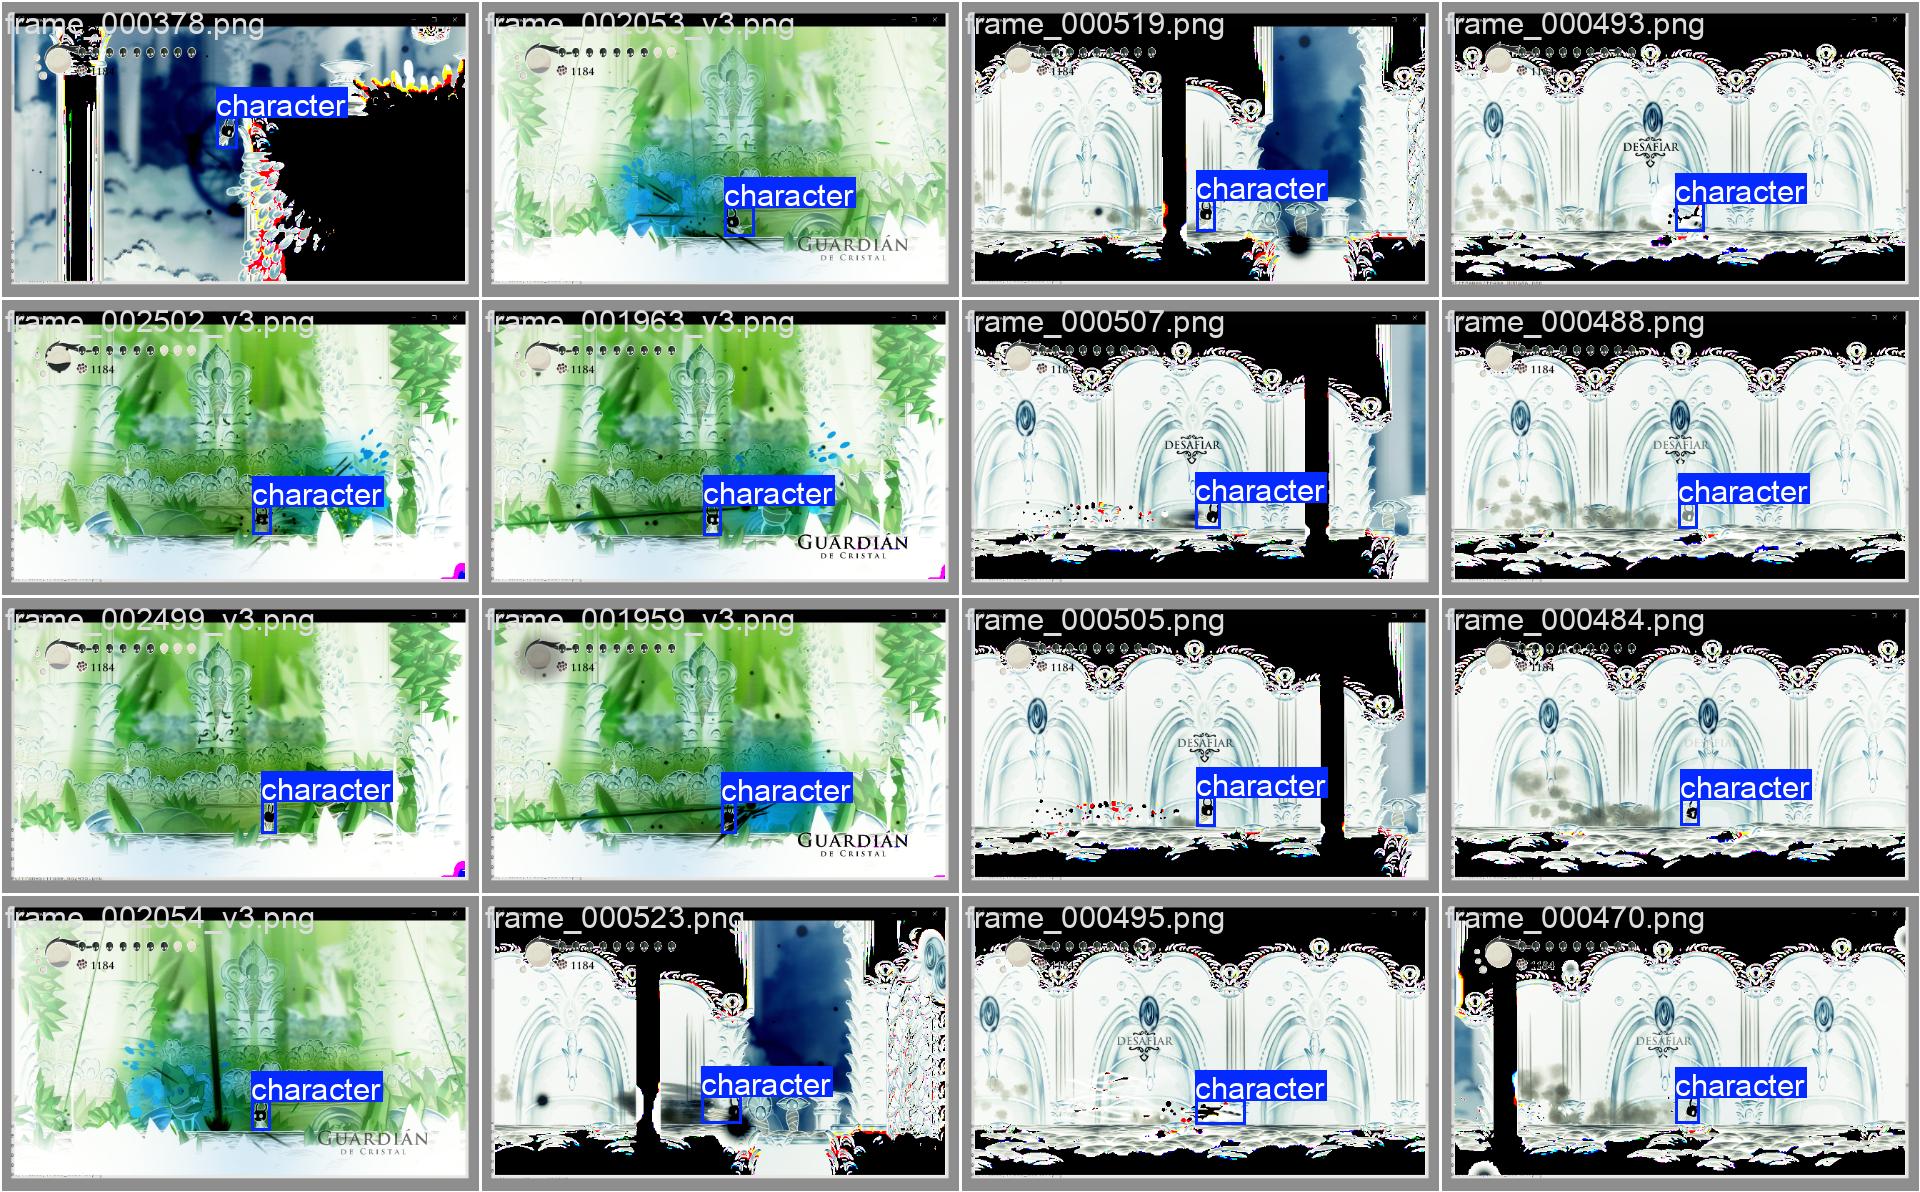 frame_000378.png
character
frame_002053_v3.png
1184
character
GUARDIÁN
DE CRISTAL
frame_000519.png
1184
character
frame_000493.png
DESAFIAR
character
frame_002502_v3.png
1184
character
frame_001963_v3.png
1184
character
GUARDIÁN
DE CRISTAL
frame_000507.png
1184
DESAFIAR
character
frame_000488.png
1184
DESAFIAR
character
frame_002499_v3.png
1184
character
frame_001959_v3.png
1184
character
GUARDIÁN
DE CRISTAL
frame_000505.png
1184
DESAFIAR
character
frame_000484.png
1184
DESAFIAR
character
frame_002054_v3.png
1184
character
GUARDIÁN
DE CRISTAL
frame_000523.png
1184
character
frame_000495.png
DESAFIAR
character
frame_000470.png
1184
DESAFIAR
character